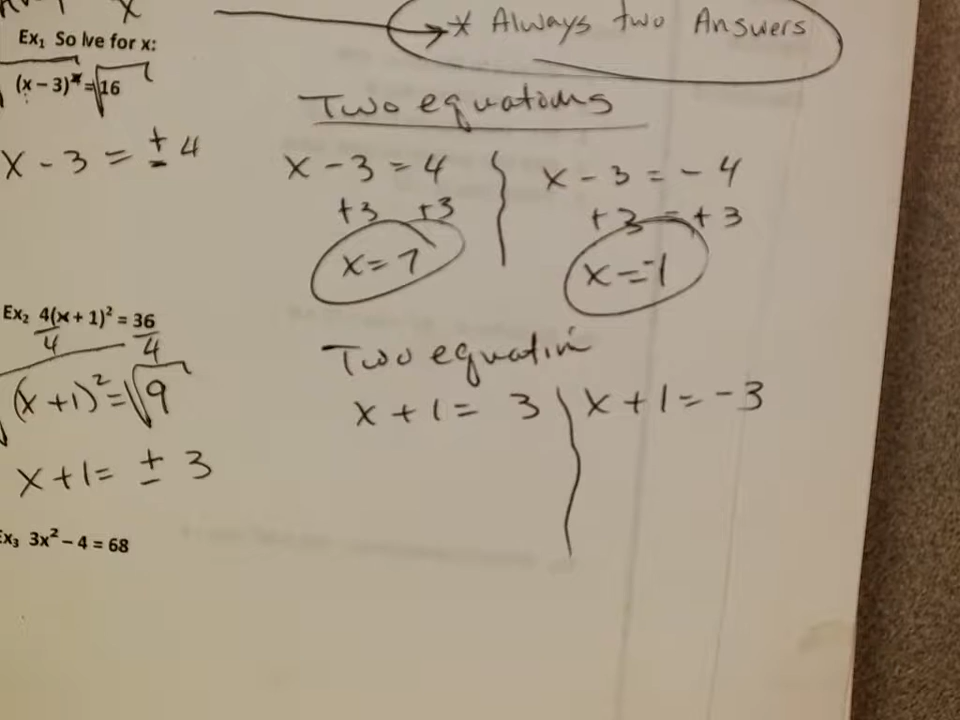 x
* Always two Answers
Ex1 Solve for x:
√(x – 3)² = √16
Two equations
x - 3 = ± 4
x - 3 = 4
x - 3 = - 4
+3 +3
+3 = +3
x = 7
x = -1
Ex2 4(x + 1)² = 36
4 4
Two equation
√(x + 1)² = √9
x + 1 = 3
x + 1 = -3
x + 1 = ± 3
Ex3 3x² – 4 = 68